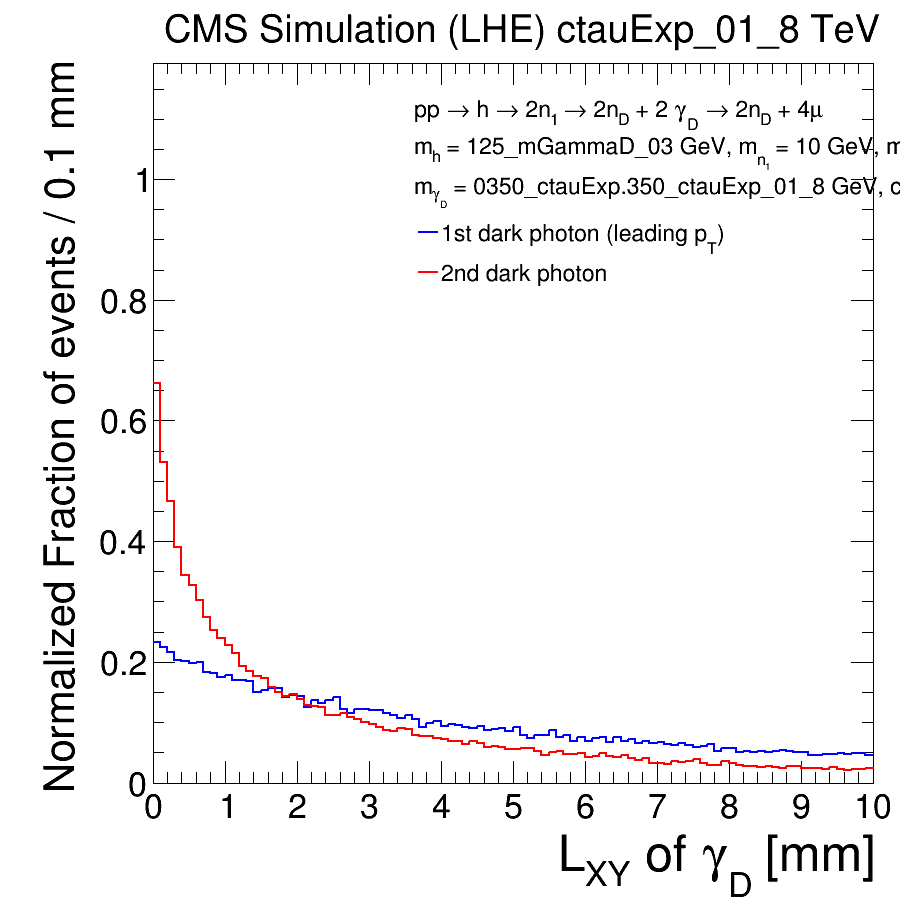 CMS Simulation (LHE) ctauExp_01_8 TeV
Normalized Fraction of events / 0.1 mm
pp → h → 2n1 → 2nD + 2 γD → 2nD + 4μ
mh = 125_mGammaD_03 GeV, mn1 = 10 GeV, m
mγD = 0350_ctauExp.350_ctauExp_01_8 GeV, c
1st dark photon (leading pT)
2nd dark photon
1
0.8
0.6
0.4
0.2
0
0 1 2 3 4 5 6 7 8 9 10
LXY of γD [mm]